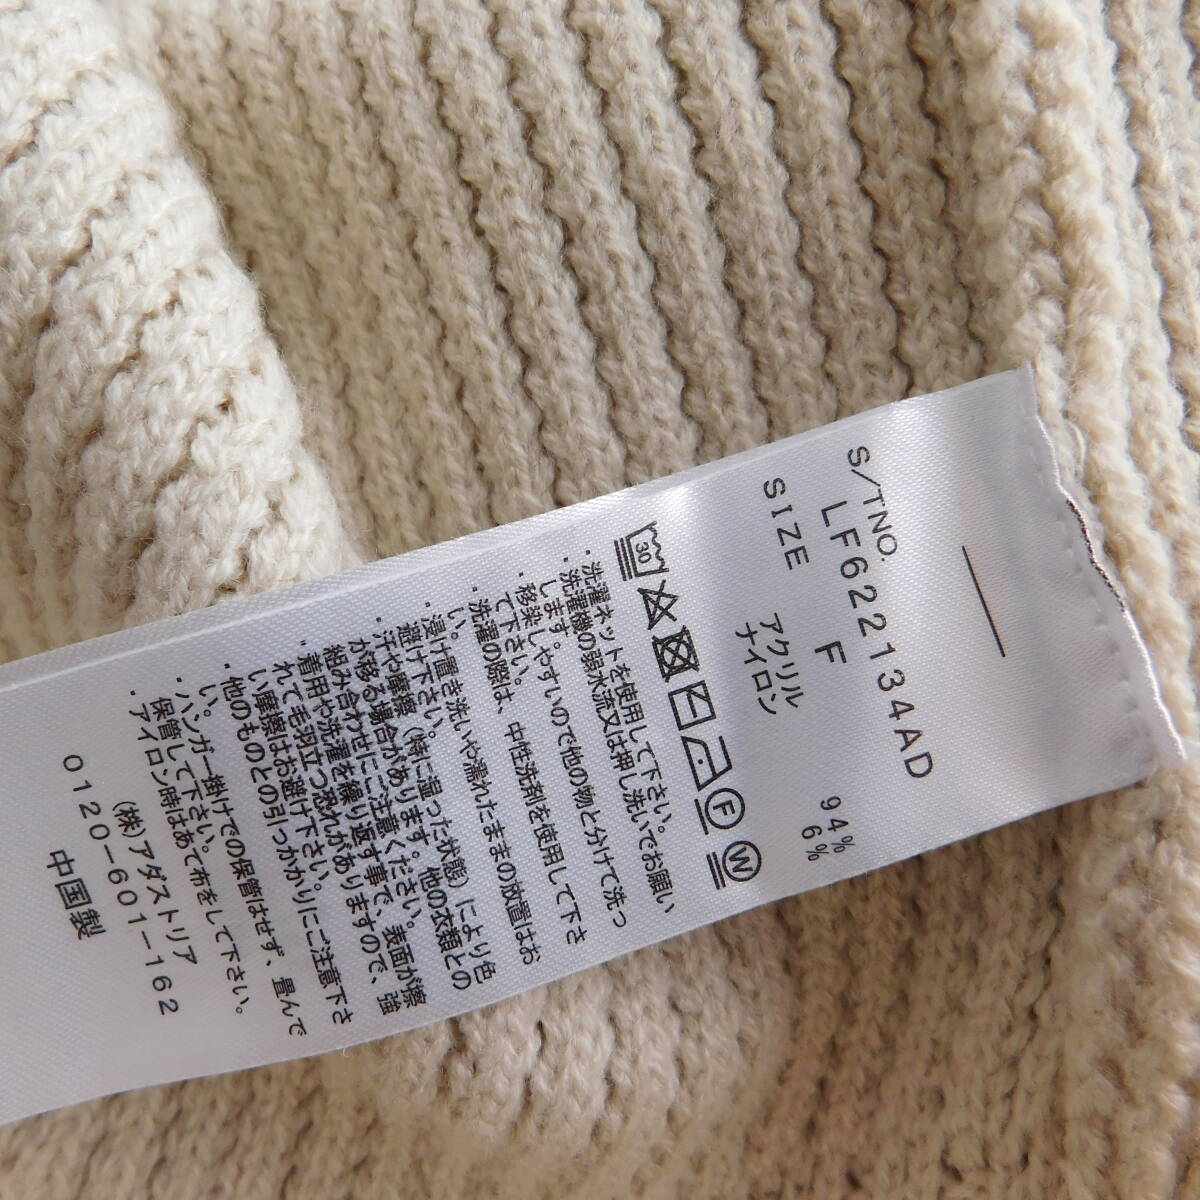 S/TNO.
LF622134AD
SIZE F
アクリル 94%
ナイロン 6%
30
F
W
・洗濯ネットを使用して下さい。
・洗濯機の弱水流又は押し洗いでお願い
します。
・移染しやすいので他の物と分けて洗っ
て下さい。
・洗濯の際は、中性洗剤を使用して下さ
い。
・浸け置き洗いや濡れたままの放置はお
避け下さい。
・汗や摩擦(特に湿った状態)により色
が移る場合があります。他の衣類との
組み合わせにご注意ください。
・着用や洗濯を繰り返す事で、表面が擦
れて毛羽立つ恐れがありますので、強
い摩擦はお避け下さい。
・他のものとの引っかかりにご注意下さ
い。
・ハンガー掛けでの保管はせず、畳んで
保管して下さい。
・アイロン時はあて布をして下さい。
(株)アダストリア
0120-601-162
中国製